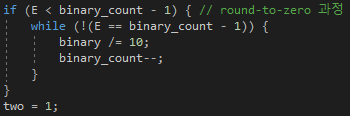 if (E < binary_count - 1) { // round-to-zero 과정
while (!(E == binary_count - 1)) {
binary /= 10;
binary_count--;
}
}
two = 1;